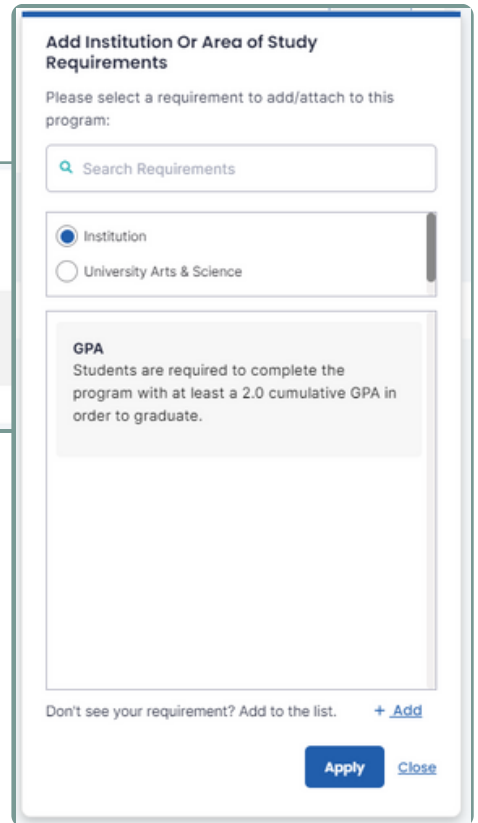 Add Institution Or Area of Study
Requirements
Please select a requirement to add/attach to this
program:
Search Requirements
Institution
University Arts & Science
GPA
Students are required to complete the
program with at least a 2.0 cumulative GPA in
order to graduate.
Don't see your requirement? Add to the list. + Add
Apply Close